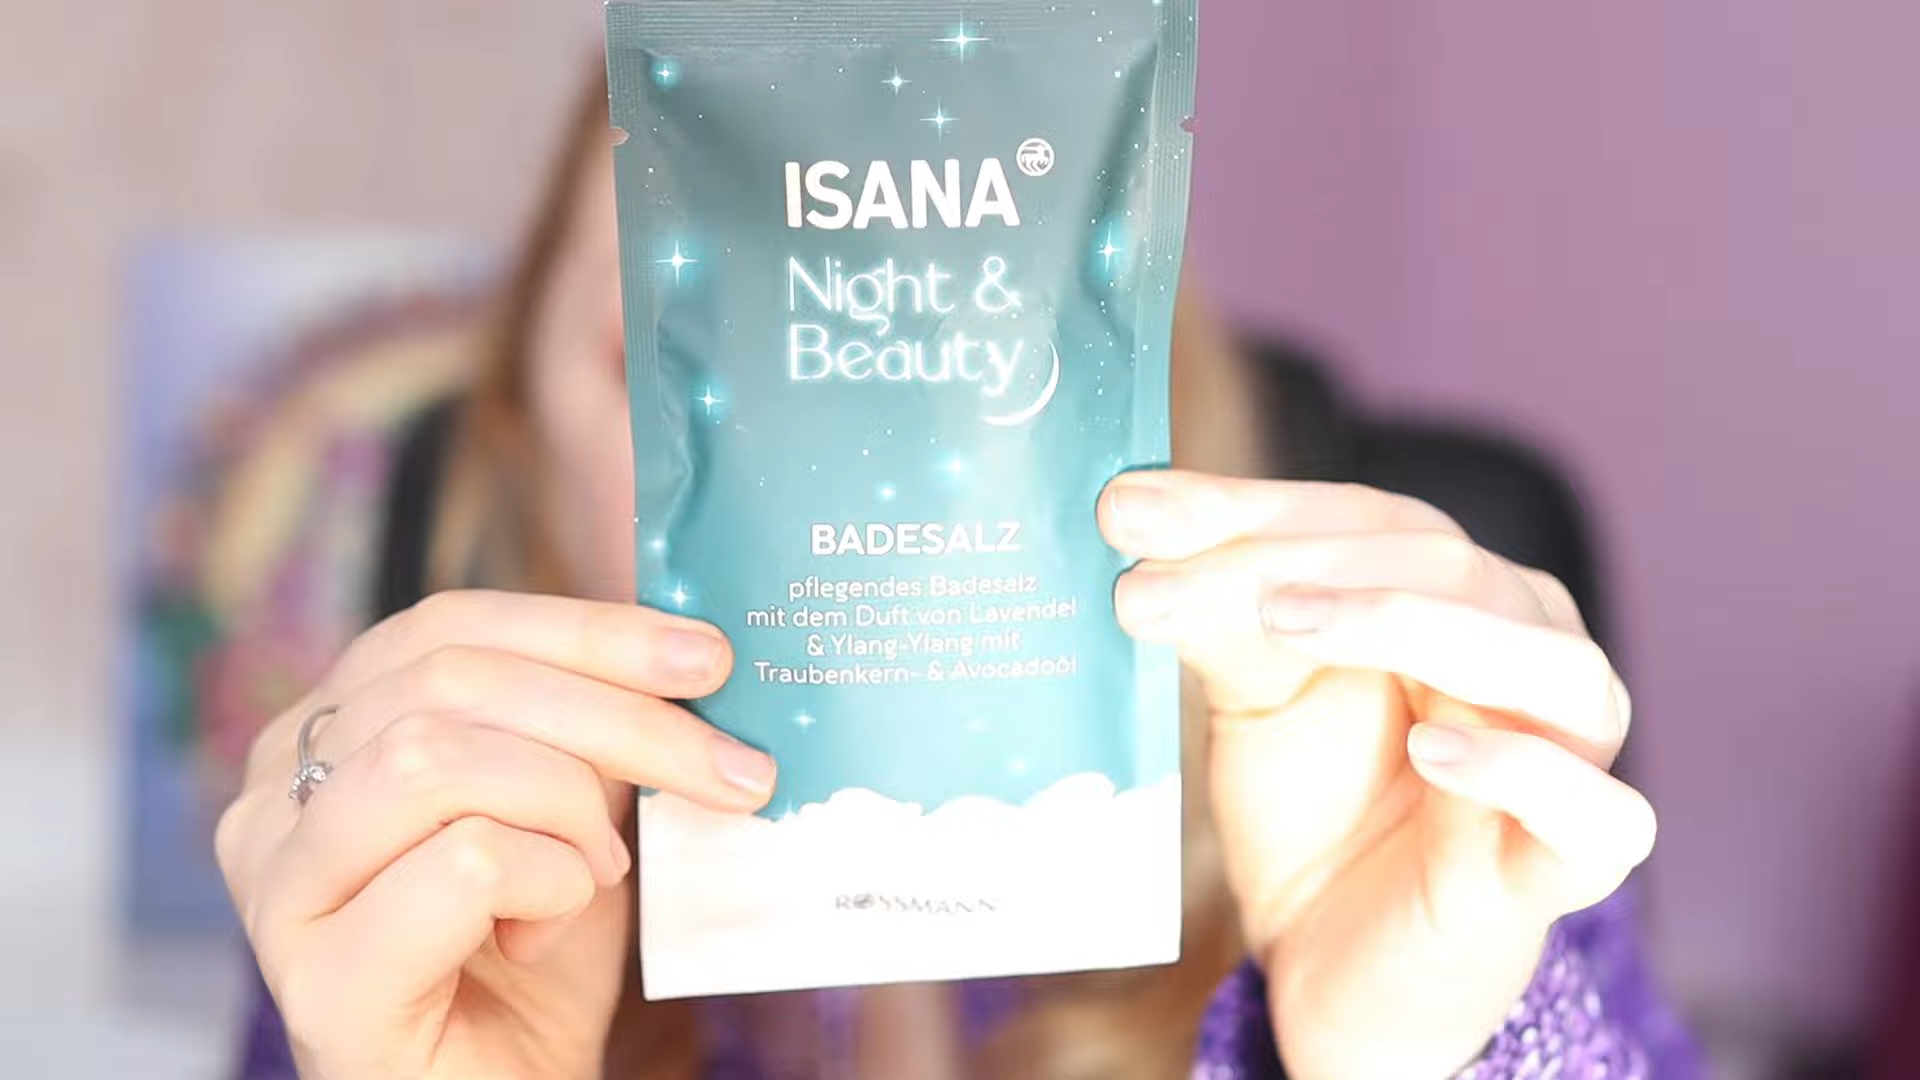 ISANA
Night &
Beauty
BADESALZ
pflegendes Badesalz
mit dem Duft von Lavendel
& Ylang-Ylang mit
Traubenkern- & Avocadoöl
ROSSMANN